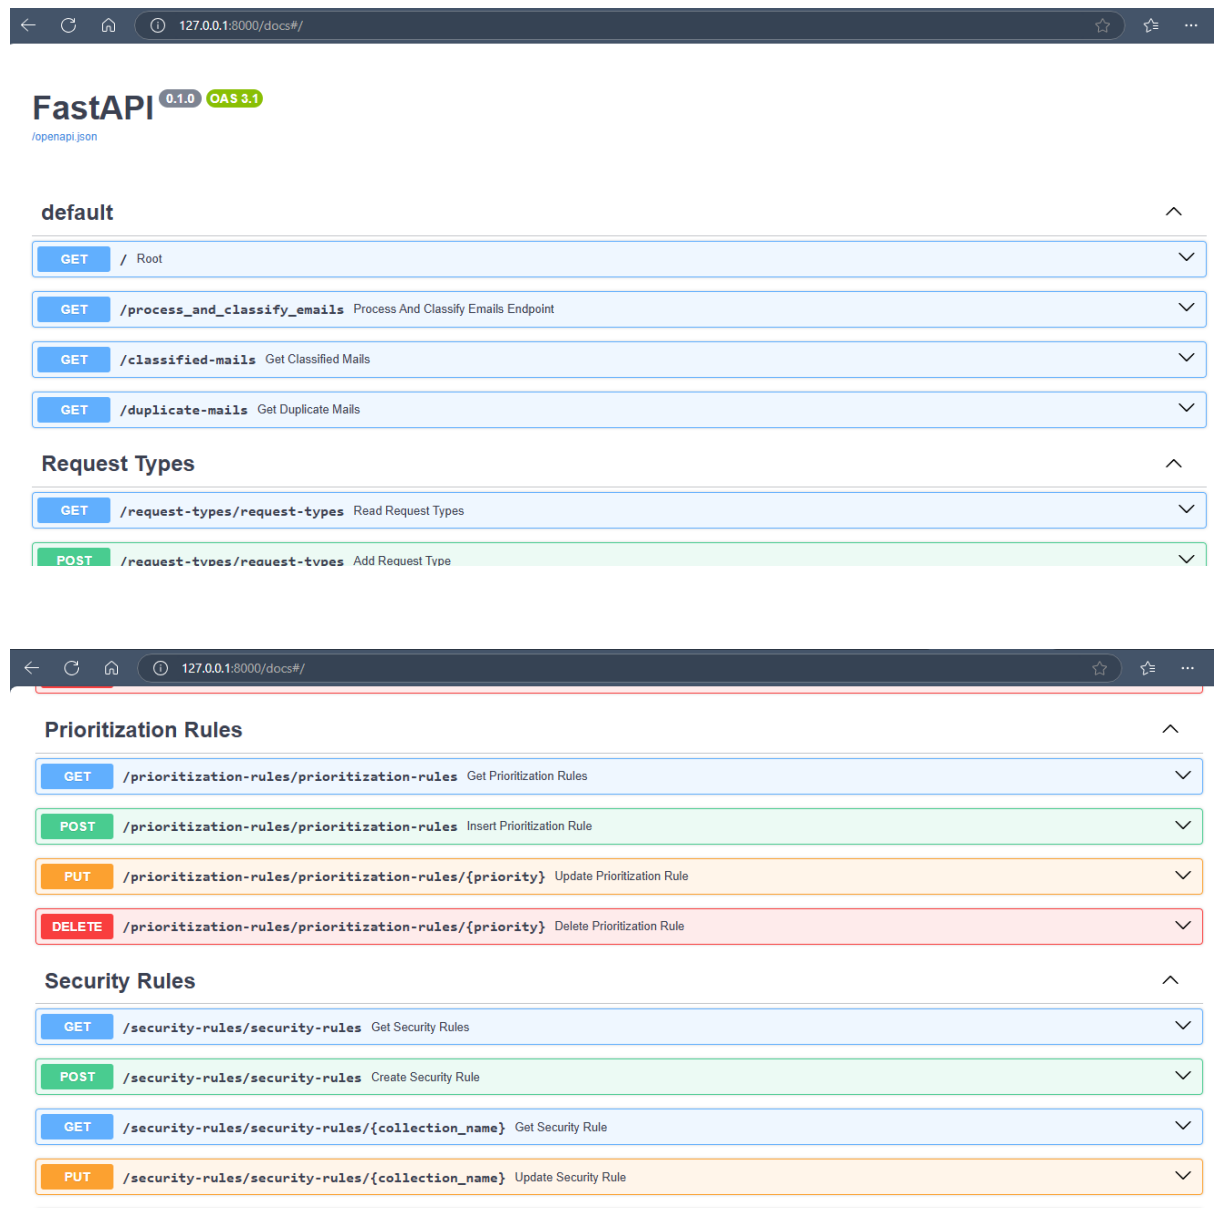 127.0.0.1:8000/docs#/
FastAPI 0.1.0 OAS 3.1
/openapi.json
default
GET / Root
GET /process_and_classify_emails Process And Classify Emails Endpoint
GET /classified-mails Get Classified Mails
GET /duplicate-mails Get Duplicate Mails
Request Types
GET /request-types/request-types Read Request Types
POST /request-types/request-types Add Request Type
127.0.0.1:8000/docs#/
Prioritization Rules
GET /prioritization-rules/prioritization-rules Get Prioritization Rules
POST /prioritization-rules/prioritization-rules Insert Prioritization Rule
PUT /prioritization-rules/prioritization-rules/{priority} Update Prioritization Rule
DELETE /prioritization-rules/prioritization-rules/{priority} Delete Prioritization Rule
Security Rules
GET /security-rules/security-rules Get Security Rules
POST /security-rules/security-rules Create Security Rule
GET /security-rules/security-rules/{collection_name} Get Security Rule
PUT /security-rules/security-rules/{collection_name} Update Security Rule